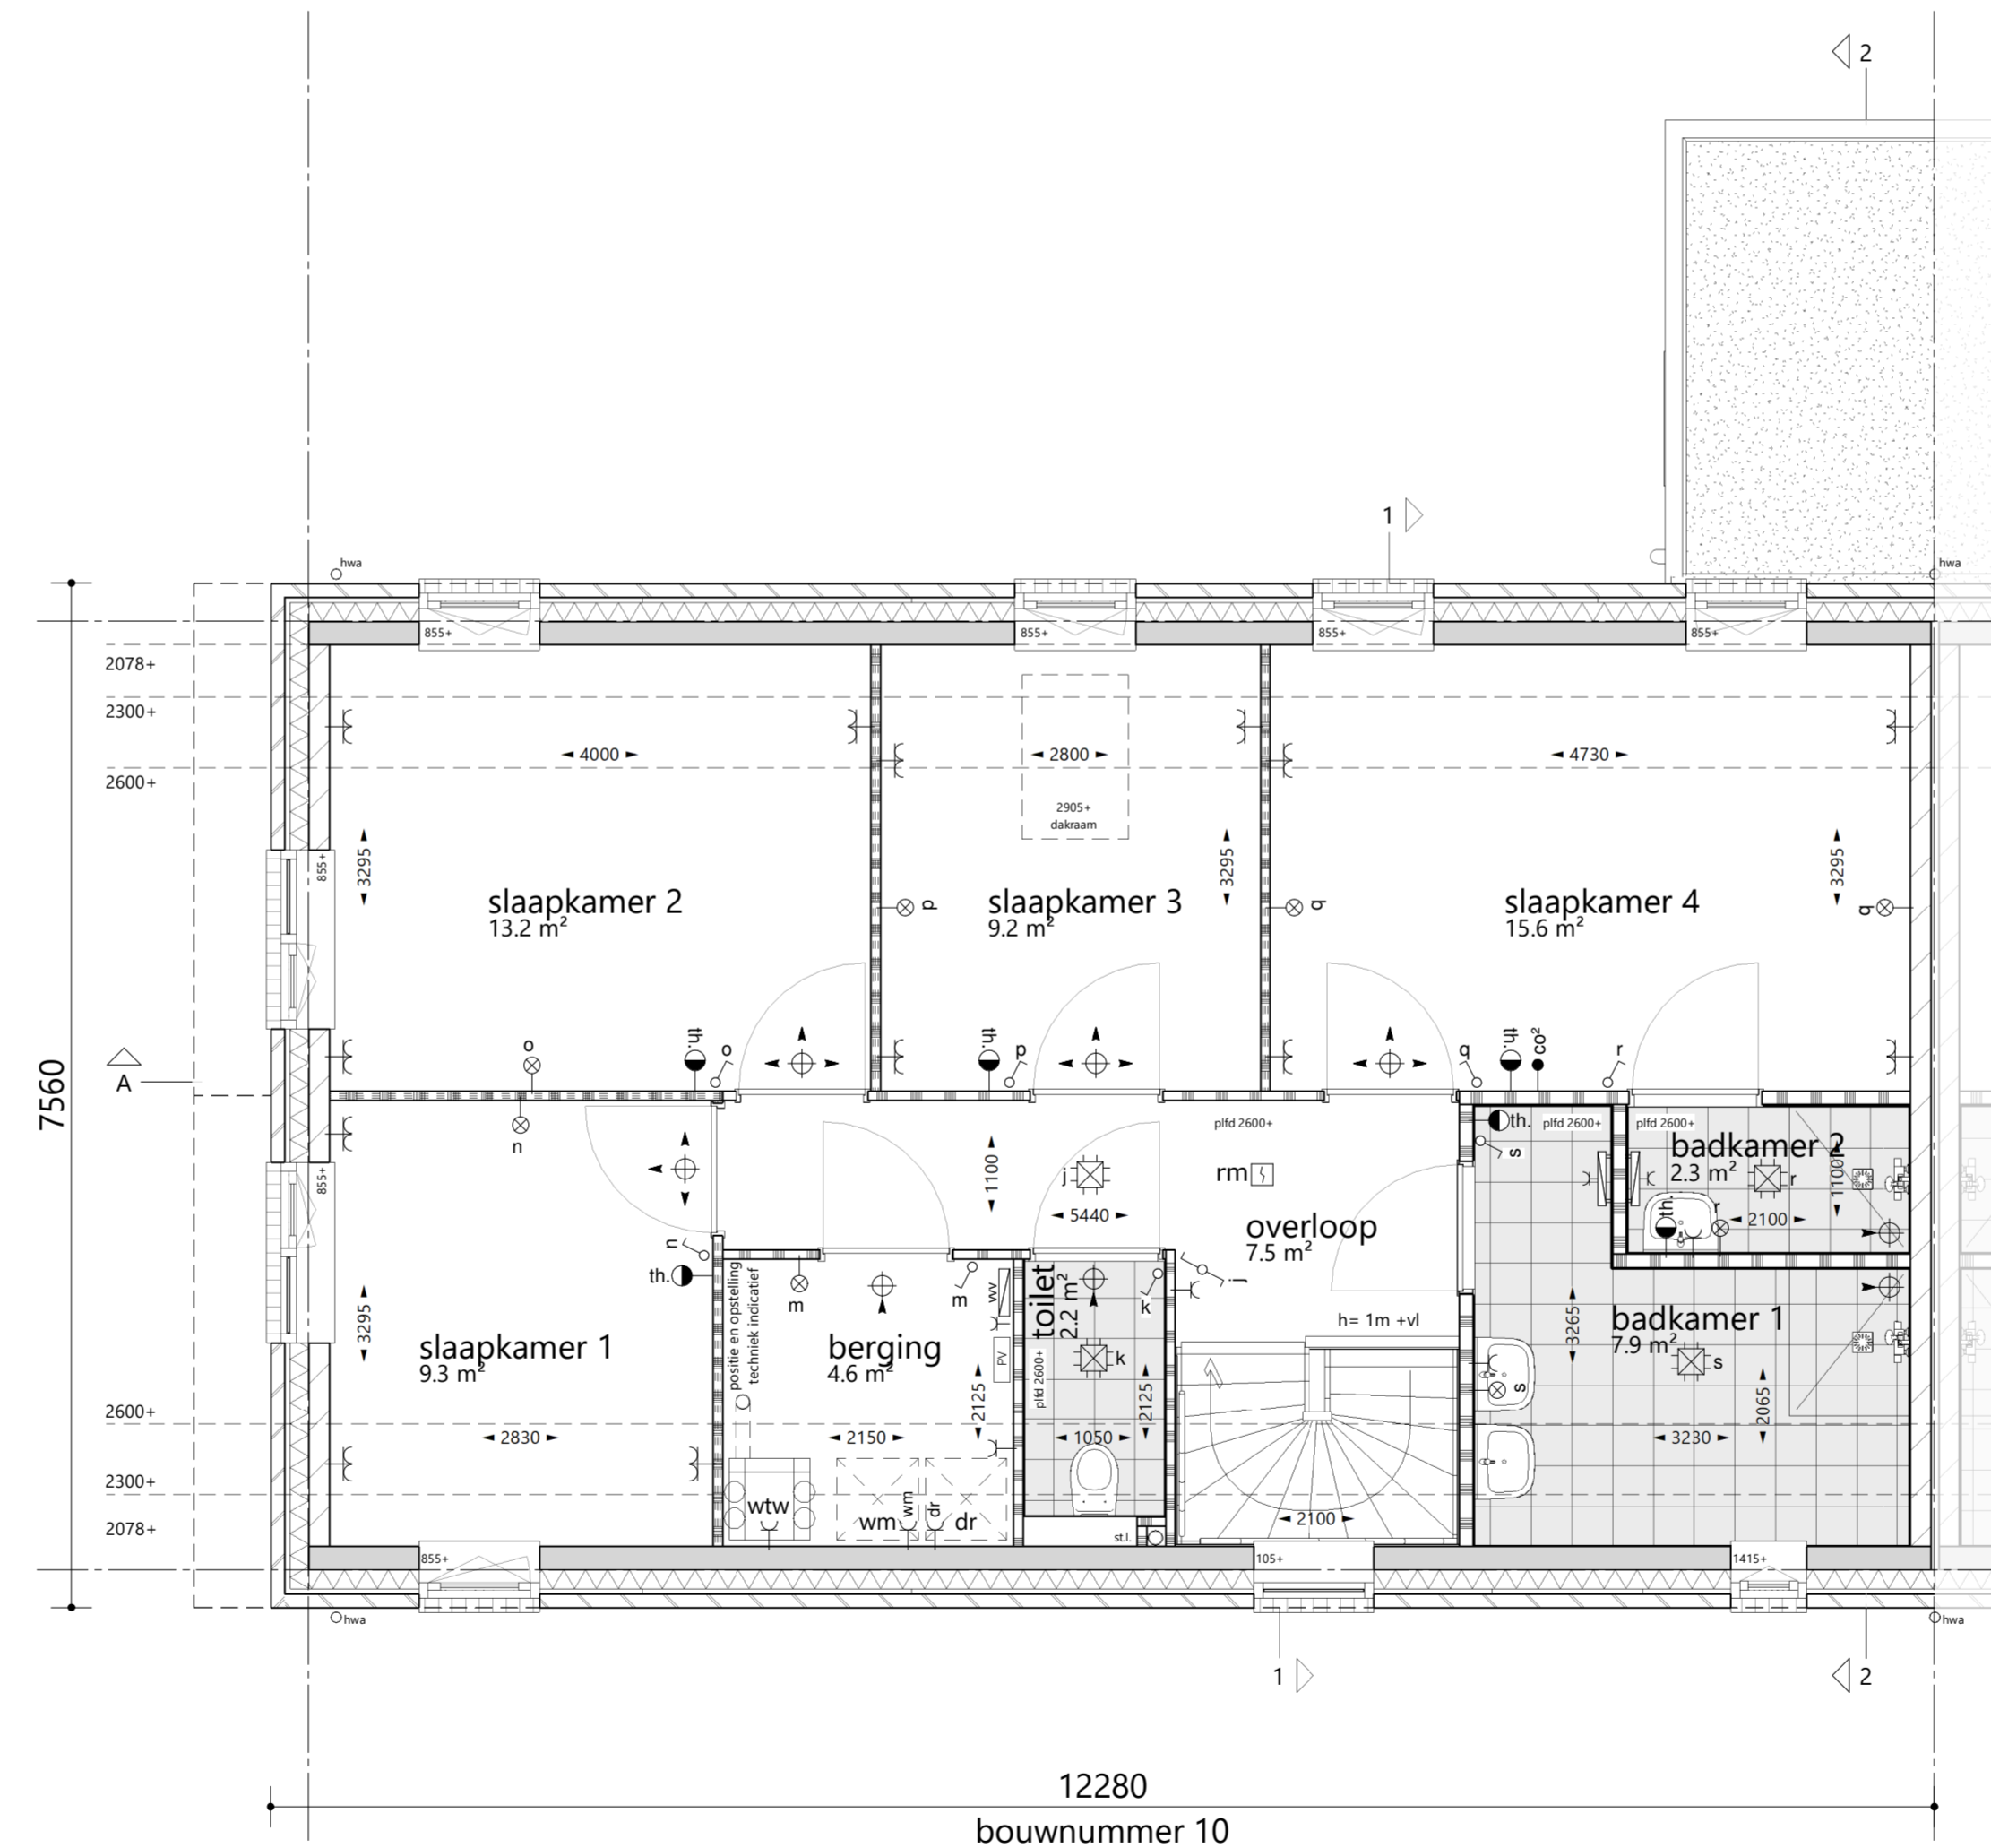 2
1
hwa
hwa
855+
855+
855+
855+
2078+
2300+
2600+
4000
2800
4730
2905+
dakraam
855+
3295
3295
3295
slaapkamer 2
13.2 m²
p
slaapkamer 3
9.2 m²
q
slaapkamer 4
15.6 m²
q
7560
A
o
th.
o
th.
p
q
th.
co²
r
n
plfd 2600+
th.
s
plfd 2600+
plfd 2600+
badkamer 2
2.3 m²
r
1100
855+
1100
j
5440
rm
th.
r
2100
n
th.
overloop
7.5 m²
j
positie en opstelling
techniek indicatief
m
m
wv
toilet
2.2 m²
k
h= 1m +vl
3295
slaapkamer 1
9.3 m²
berging
4.6 m²
PV
k
3265
badkamer 1
7.9 m²
s
s
plfd 2600+
2600+
2830
2150
2125
1050
2125
3230
2065
2300+
wtw
wm
wm
dr
dr
2100
2078+
st.l.
855+
105+
1415+
hwa
hwa
1
2
12280
bouwnummer 10